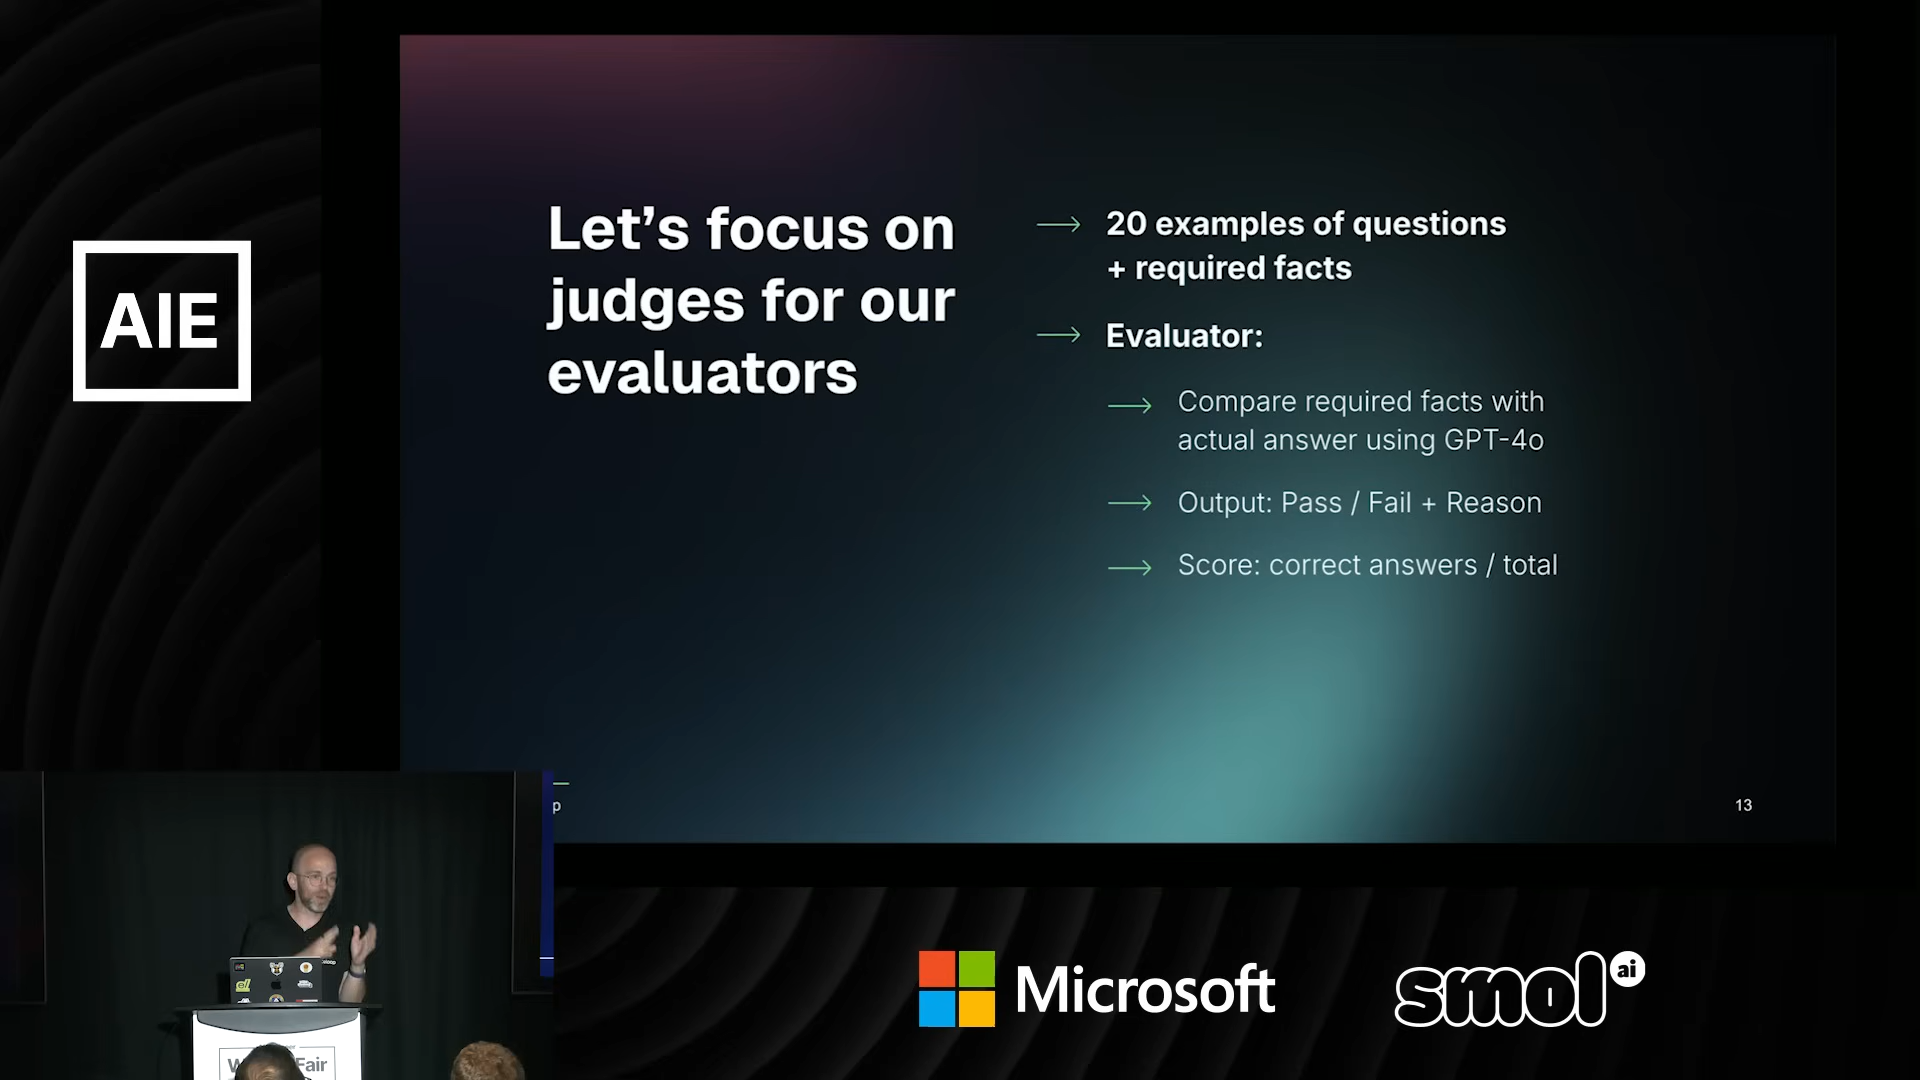 AIE
Let's focus on
judges for our
evaluators
20 examples of questions
+ required facts
Evaluator:
Compare required facts with
actual answer using GPT-4o
Output: Pass / Fail + Reason
Score: correct answers / total
p
13
Fair
Microsoft
smol ai